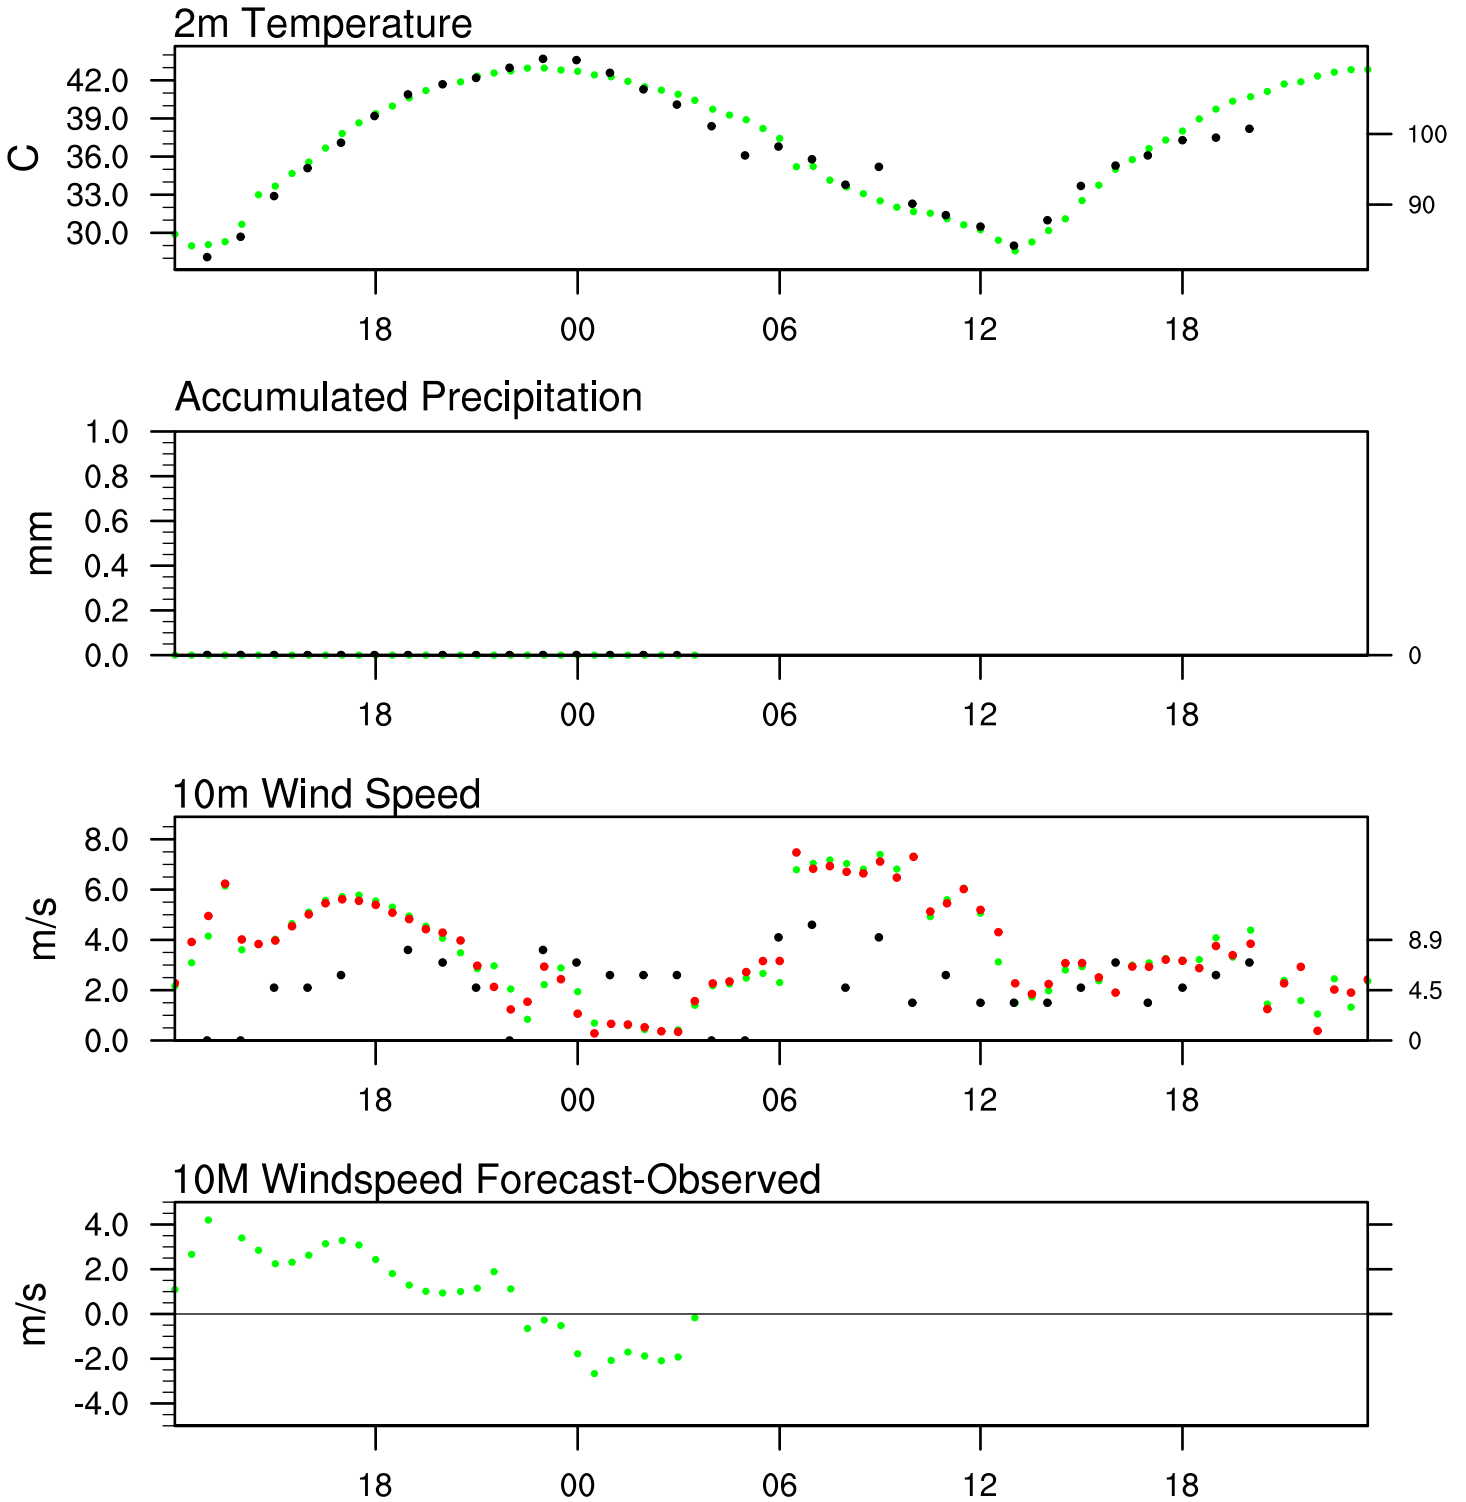 2m Temperature
42.0
39.0
36.0
33.0
30.0
C
100
90
18 00 06 12 18
Accumulated Precipitation
1.0
0.8
0.6
0.4
0.2
0.0
mm
0
18 00 06 12 18
10m Wind Speed
8.0
6.0
4.0
2.0
0.0
m/s
8.9
4.5
0
18 00 06 12 18
10M Windspeed Forecast-Observed
4.0
2.0
0.0
-2.0
-4.0
m/s
18 00 06 12 18